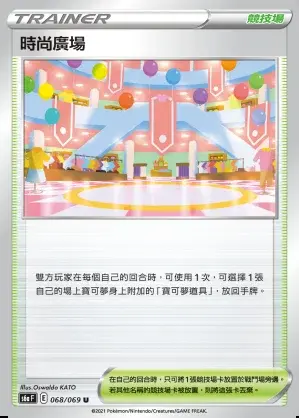 TRAINER 競技場
時尚廣場
雙方玩家在每個自己的回合時,可使用1次,可選擇1張
自己的場上寶可夢身上附加的「寶可夢道具」,放回手牌。
Illus.Oswaldo KATO
s6a F E 068/069 U
在自己的回合時,只可將1張競技場卡放置於戰鬥場旁邊。
若其他名稱的競技場卡被放置,則將這張卡丟棄。
©2021 Pokémon/Nintendo/Creatures/GAME FREAK.